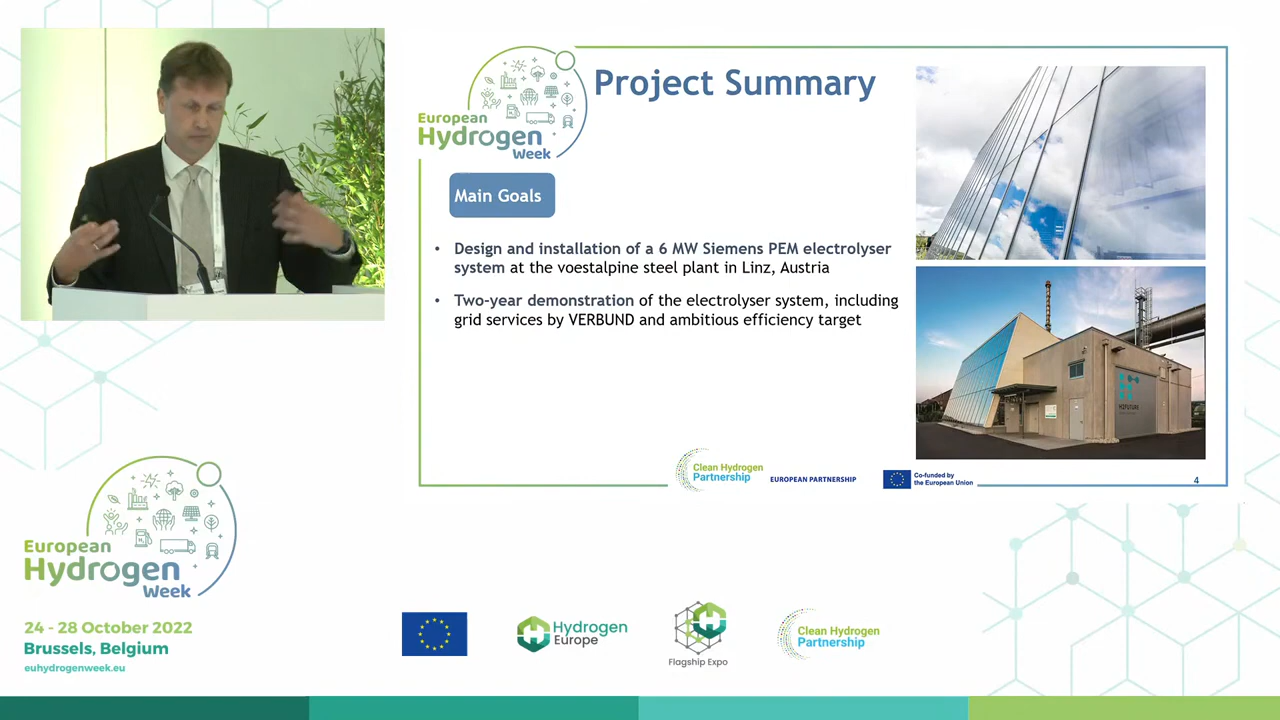 European
Hydrogen
Week
Project Summary
Main Goals
• Design and installation of a 6 MW Siemens PEM electrolyser
system at the voestalpine steel plant in Linz, Austria
• Two-year demonstration of the electrolyser system, including
grid services by VERBUND and ambitious efficiency target
H2FUTURE
Clean Hydrogen
Partnership
EUROPEAN PARTNERSHIP
Co-funded by
the European Union
4
European
Hydrogen
Week
24 - 28 October 2022
Brussels, Belgium
euhydrogenweek.eu
Hydrogen
Europe
Flagship Expo
Clean Hydrogen
Partnership